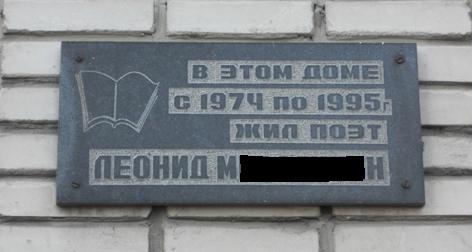 В ЭТОМ ДОМЕ
С 1974 ПО 1995г
ЖИЛ ПОЭТ
ЛЕОНИД